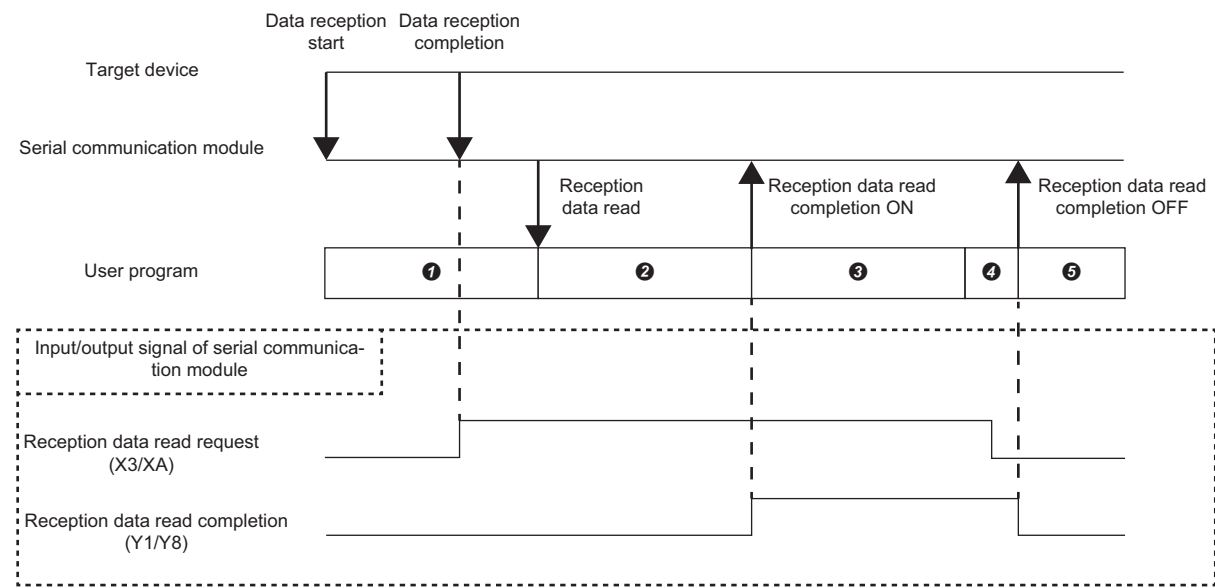 Data reception
start
Data reception
completion
Target device
Serial communication module
Reception
data read
Reception data read
completion ON
Reception data read
completion OFF
User program
❶ ❷ ❸ ❹ ❺
Input/output signal of serial communica-
tion module
Reception data read request
(X3/XA)
Reception data read completion
(Y1/Y8)